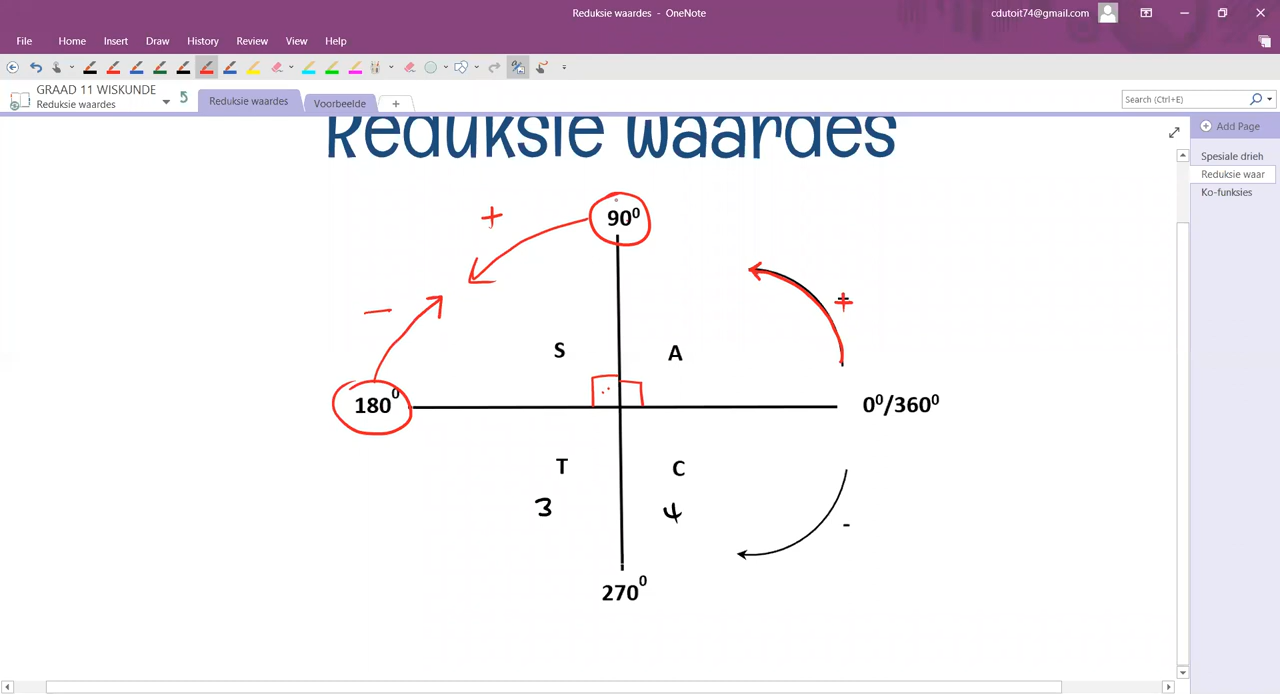 Reduksie waardes - OneNote
cdutoit74@gmail.com
File Home Insert Draw History Review View Help
GRAAD 11 WISKUNDE
Reduksie waardes
Reduksie waardes
Voorbeelde
+
Search (Ctrl+E)
Add Page
Spesiale drieh
Reduksie waar
Ko-funksies
Reduksie waardes
90⁰
+
−
+
S A
180⁰
0⁰/360⁰
T C
3 4
-
270⁰